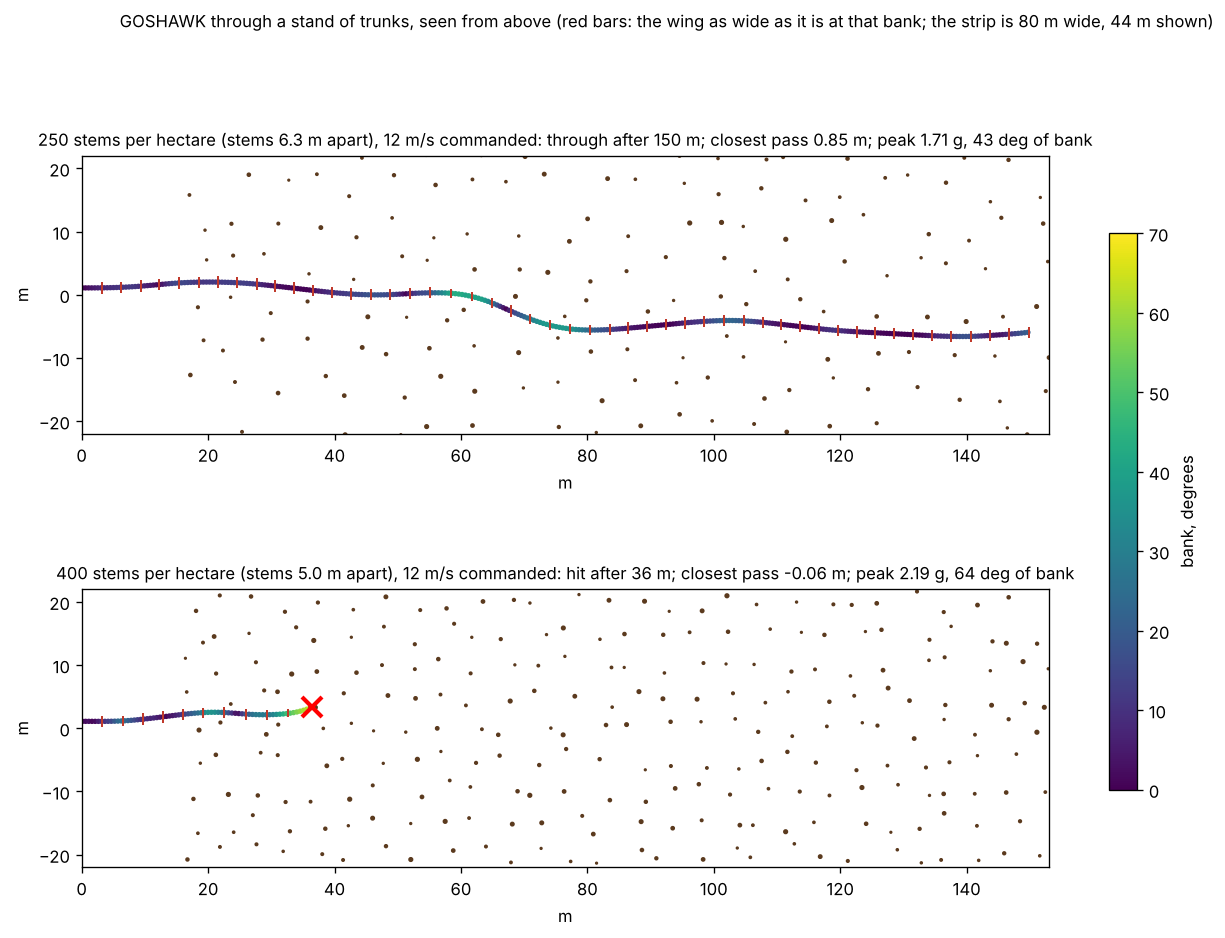 GOSHAWK through a stand of trunks, seen from above (red bars: the wing as wide as it is at that bank; the strip is 80 m wide, 44 m shown)
250 stems per hectare (stems 6.3 m apart), 12 m/s commanded: through after 150 m; closest pass 0.85 m; peak 1.71 g, 43 deg of bank
20
10
0
−10
−20
m
0 20 40 60 80 100 120 140
m
400 stems per hectare (stems 5.0 m apart), 12 m/s commanded: hit after 36 m; closest pass -0.06 m; peak 2.19 g, 64 deg of bank
20
10
0
−10
−20
m
0 20 40 60 80 100 120 140
m
70
60
50
40
30
20
10
0
bank, degrees